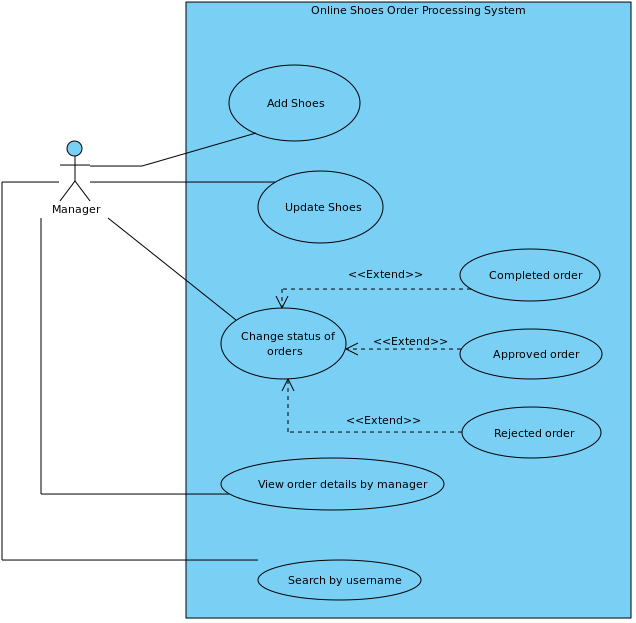 Online Shoes Order Processing System
Add Shoes
Manager
Update Shoes
<<Extend>>
Completed order
Change status of
orders
<<Extend>>
Approved order
<<Extend>>
Rejected order
View order details by manager
Search by username